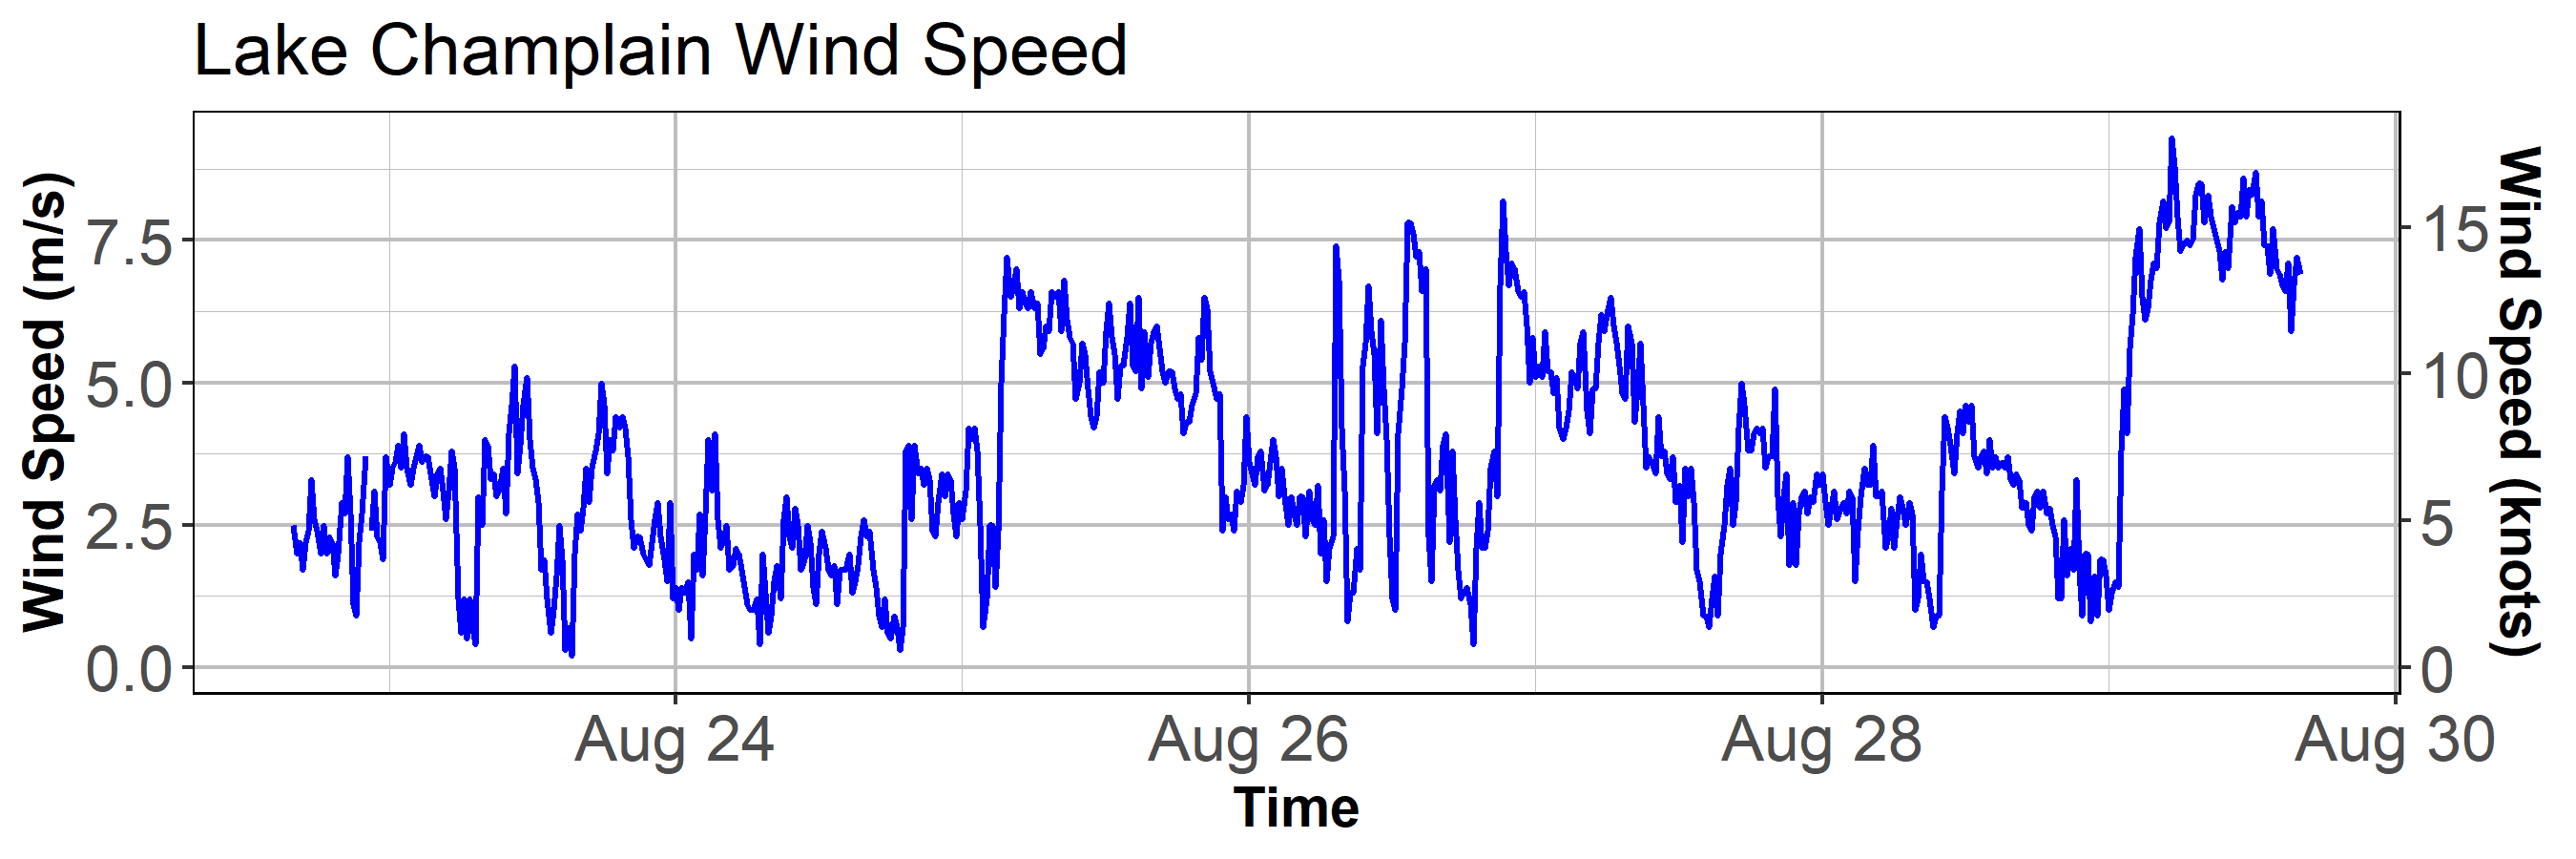 Lake Champlain Wind Speed
Wind Speed (m/s)
7.5
5.0
2.5
0.0
Wind Speed (knots)
15
10
5
0
Aug 24
Aug 26
Aug 28
Aug 30
Time